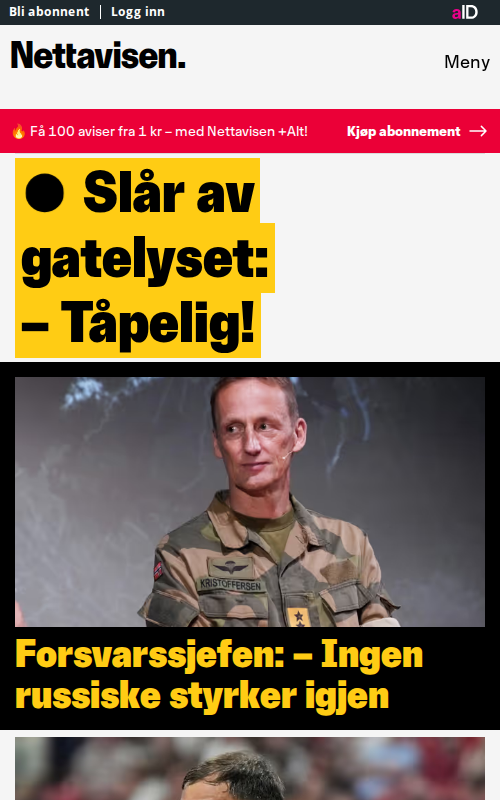 Bli abonnent
Logg inn
aID
Nettavisen.
Meny
🔥 Få 100 aviser fra 1 kr – med Nettavisen +Alt!
Kjøp abonnement →
● Slår av
gatelyset:
– Tåpelig!
KRISTOFFERSEN
Forsvarssjefen: – Ingen
russiske styrker igjen